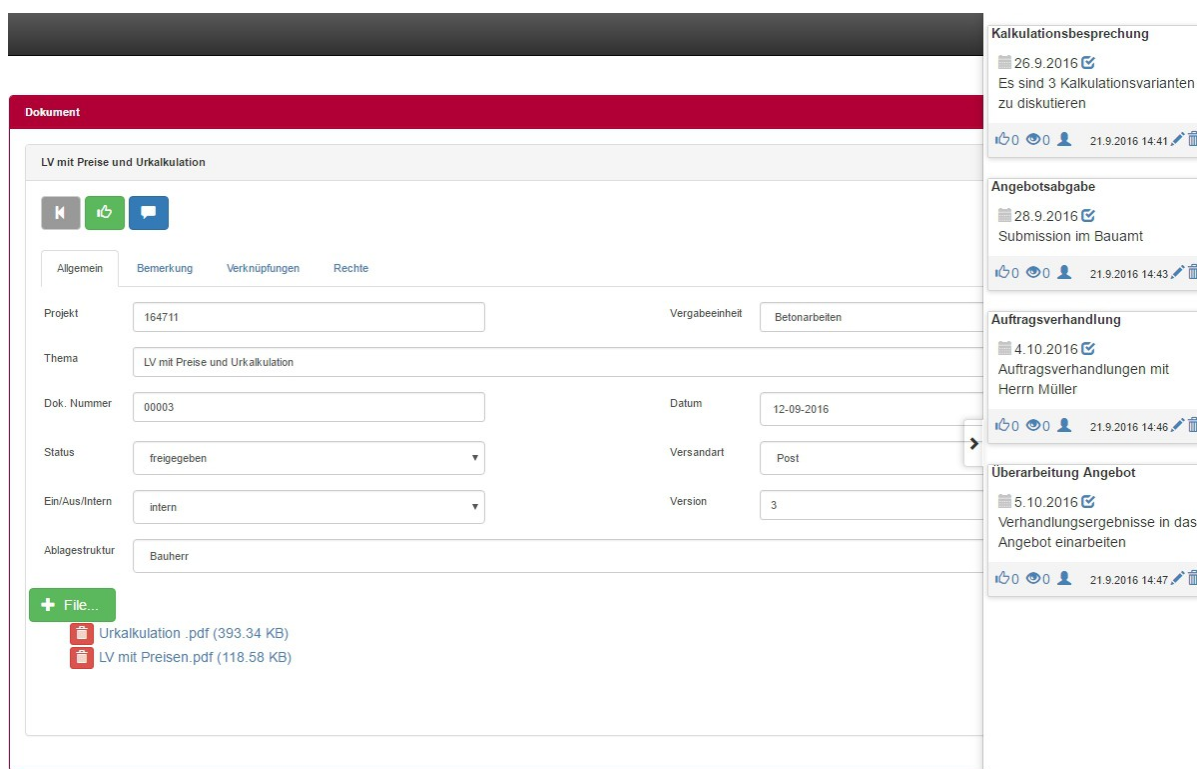 Dokument
LV mit Preise und Urkalkulation
Allgemein Bemerkung Verknüpfungen Rechte
Projekt 164711 Vergabeeinheit Betonarbeiten
Thema LV mit Preise und Urkalkulation
Dok. Nummer 00003 Datum 12-09-2016
Status freigegeben Versandart Post
Ein/Aus/Intern intern Version 3
Ablagestruktur Bauherr
File...
Urkalkulation .pdf (393.34 KB)
LV mit Preisen.pdf (118.58 KB)
Kalkulationsbesprechung
26.9.2016
Es sind 3 Kalkulationsvarianten
zu diskutieren
0 0 21.9.2016 14:41
Angebotsabgabe
28.9.2016
Submission im Bauamt
0 0 21.9.2016 14:43
Auftragsverhandlung
4.10.2016
Auftragsverhandlungen mit
Herrn Müller
0 0 21.9.2016 14:46
Überarbeitung Angebot
5.10.2016
Verhandlungsergebnisse in das
Angebot einarbeiten
0 0 21.9.2016 14:47